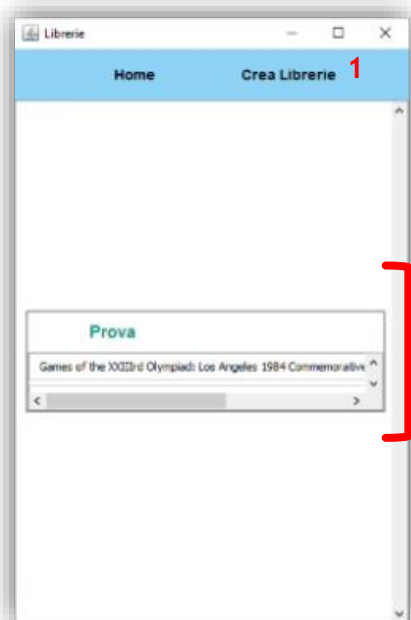 Librerie
Home Crea Librerie 1
Prova
Games of the XXIIIrd Olympiad: Los Angeles 1984 Commemorative